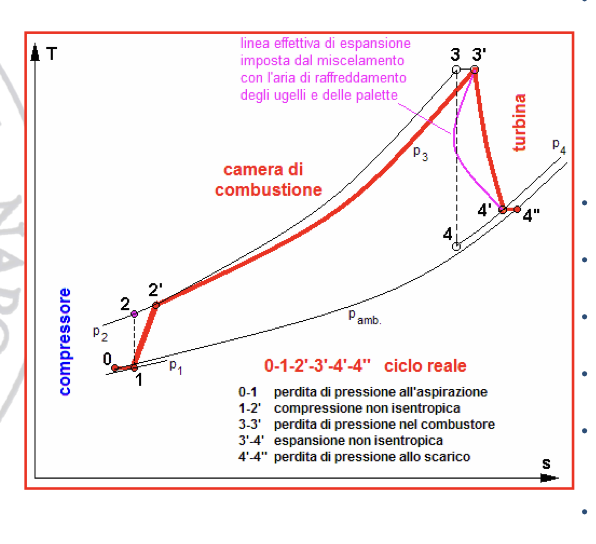 T
linea effettiva di espansione
imposta dal miscelamento
con l'aria di raffreddamento
degli ugelli e delle palette
3 3'
turbina
p3
p4
camera di
combustione
4' 4"
4
compressore
2 2'
p2
pamb.
0
1
p1
0-1-2'-3'-4'-4" ciclo reale
0-1 perdita di pressione all'aspirazione
1-2' compressione non isentropica
3-3' perdita di pressione nel combustore
3'-4' espansione non isentropica
4'-4" perdita di pressione allo scarico
s